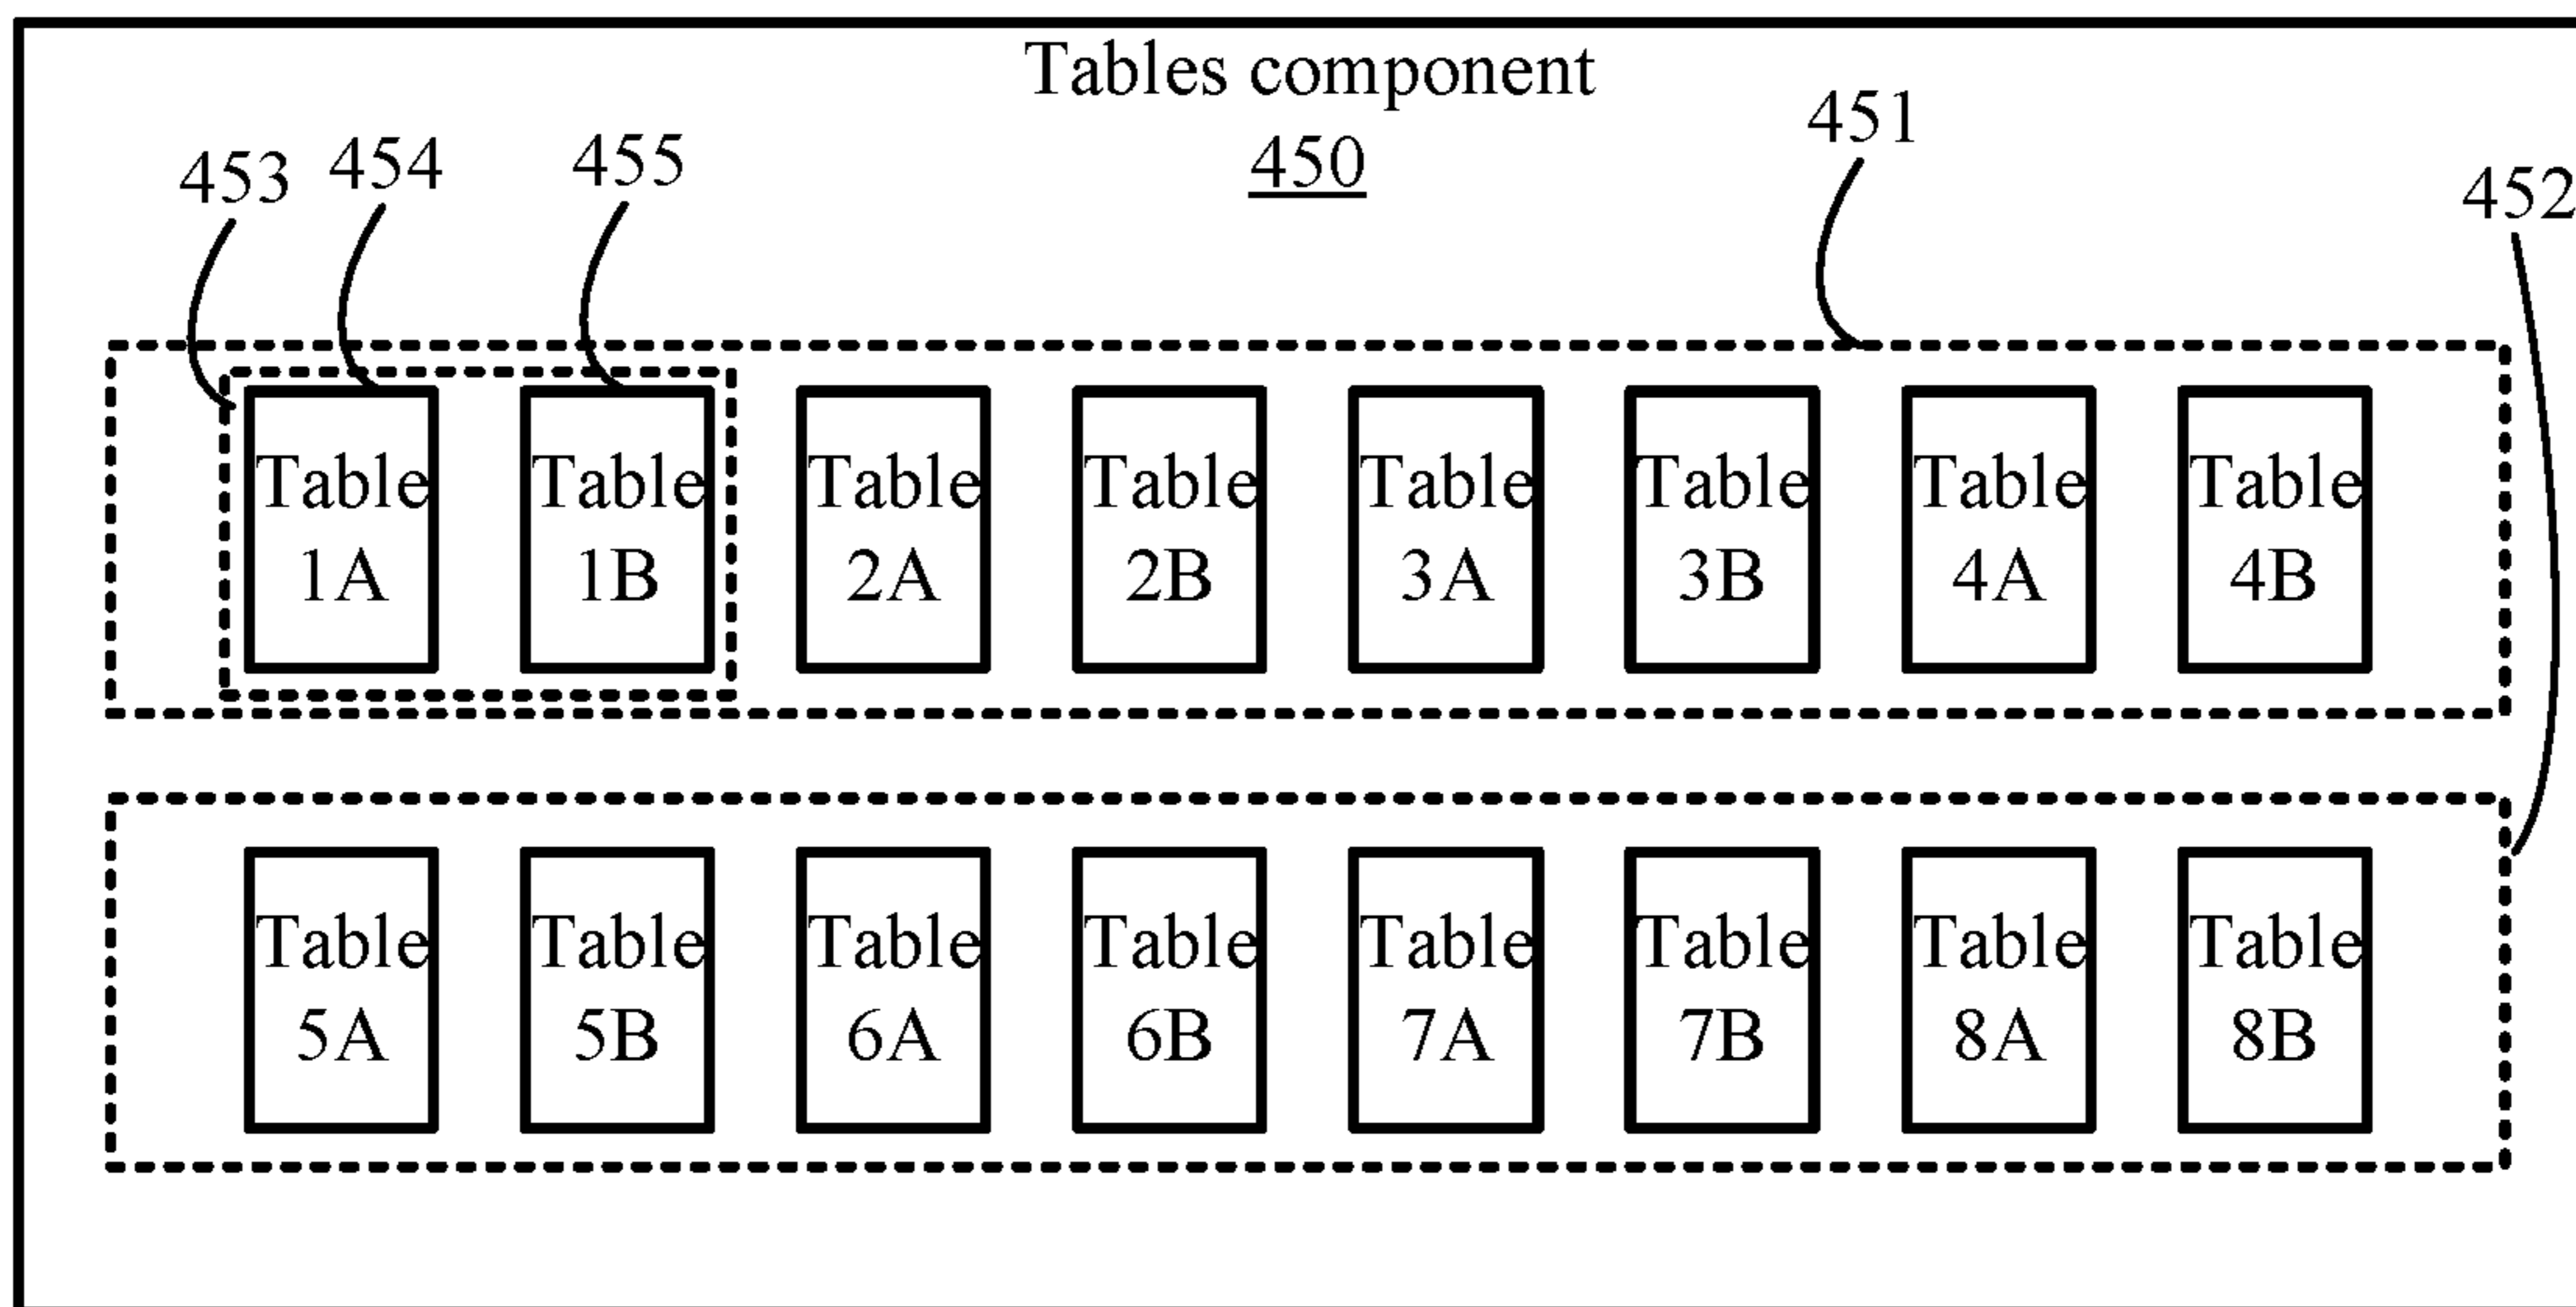 Tables component
450
451
452
453
454
455
Table
1A
Table
1B
Table
2A
Table
2B
Table
3A
Table
3B
Table
4A
Table
4B
Table
5A
Table
5B
Table
6A
Table
6B
Table
7A
Table
7B
Table
8A
Table
8B